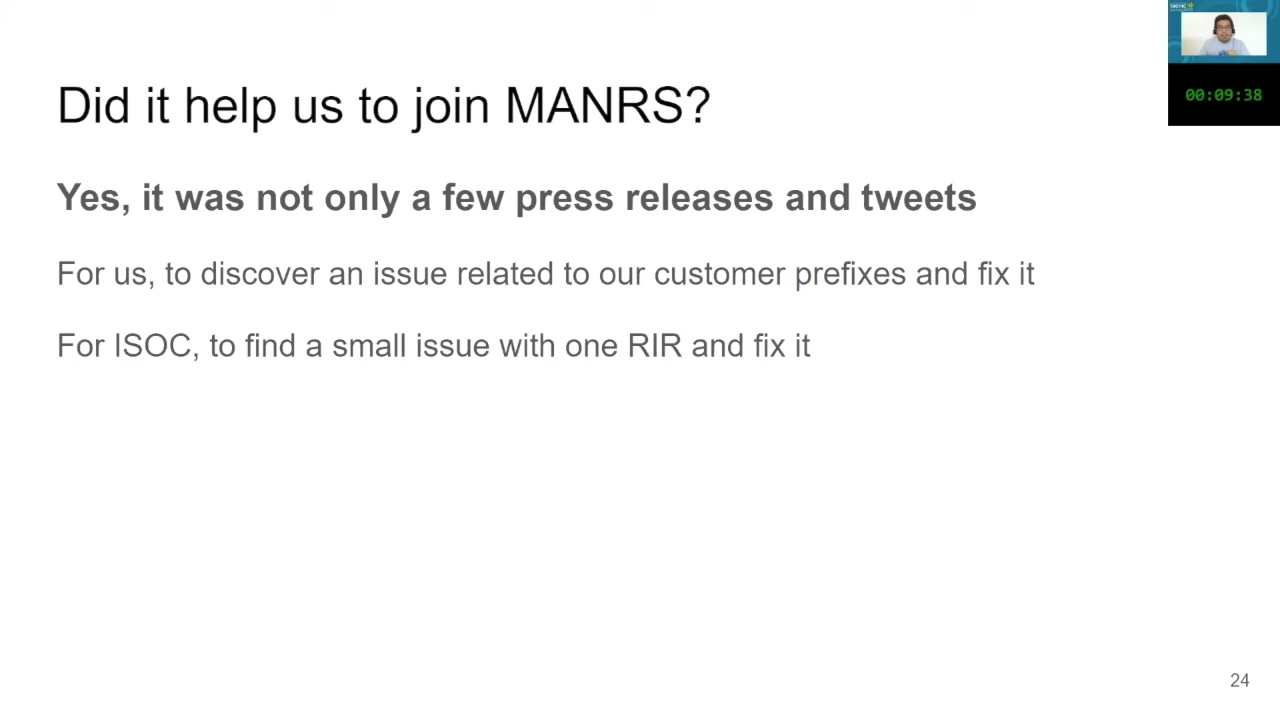 Did it help us to join MANRS?
00:09:38
Yes, it was not only a few press releases and tweets
For us, to discover an issue related to our customer prefixes and fix it
For ISOC, to find a small issue with one RIR and fix it
24